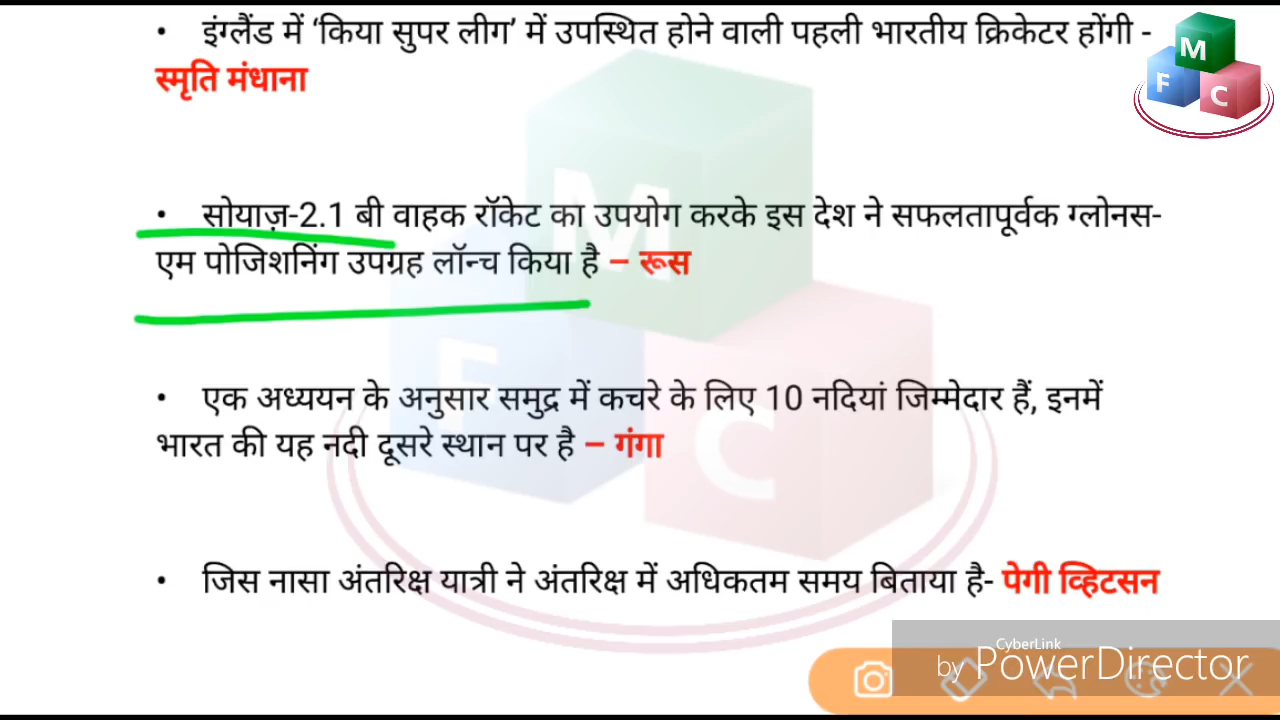 • इंग्लैंड में ‘किया सुपर लीग’ में उपस्थित होने वाली पहली भारतीय क्रिकेटर होंगी -
स्मृति मंधाना
• सोयाज़-2.1 बी वाहक रॉकेट का उपयोग करके इस देश ने सफलतापूर्वक ग्लोनस-
एम पोजिशनिंग उपग्रह लॉन्च किया है – रूस
• एक अध्ययन के अनुसार समुद्र में कचरे के लिए 10 नदियां जिम्मेदार हैं, इनमें
भारत की यह नदी दूसरे स्थान पर है – गंगा
• जिस नासा अंतरिक्ष यात्री ने अंतरिक्ष में अधिकतम समय बिताया है- पेगी व्हिटसन
M
F C
M
F C
CyberLink
by PowerDirector